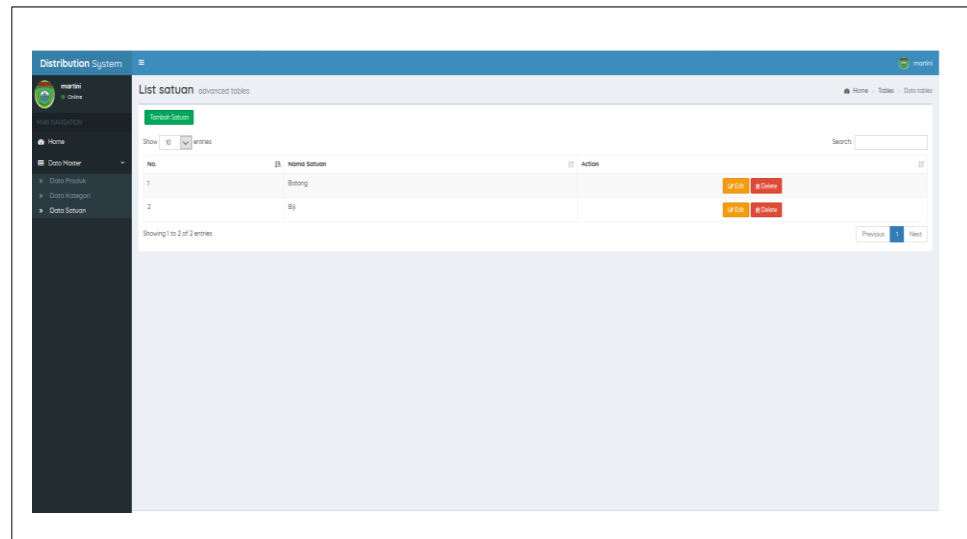 Distribution System
martini
martini
Online
List satuan advanced tables
Home > Tables > Data tables
MAIN NAVIGATION
Home
Data Master
Data Produk
Data Kategori
Data Satuan
Tambah Satuan
Show 10 entries
Search:
No. Nama Satuan Action
1 Batang Edit Delete
2 Biji Edit Delete
Showing 1 to 2 of 2 entries
Previous 1 Next